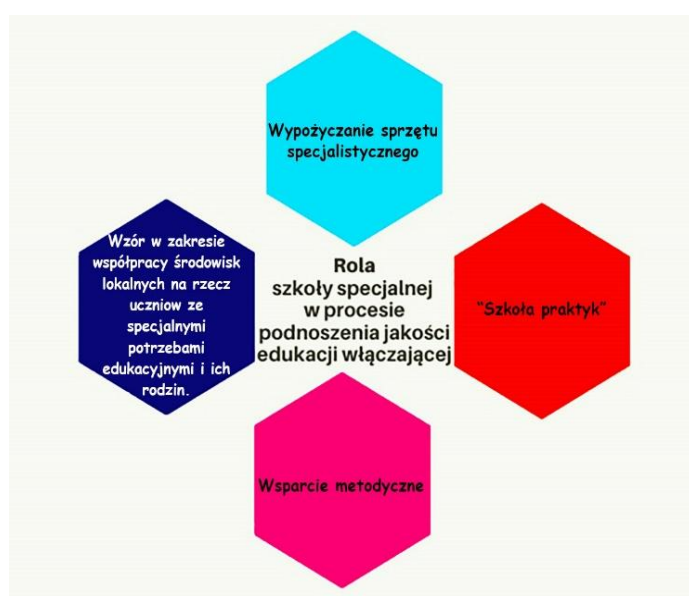 Wypożyczanie sprzętu
specjalistycznego
Wzór w zakresie
współpracy środowisk
lokalnych na rzecz
uczniow ze
specjalnymi
potrzebami
edukacyjnymi i ich
rodzin.
Rola
szkoły specjalnej
w procesie
podnoszenia jakości
edukacji włączającej
"Szkoła praktyk"
Wsparcie metodyczne